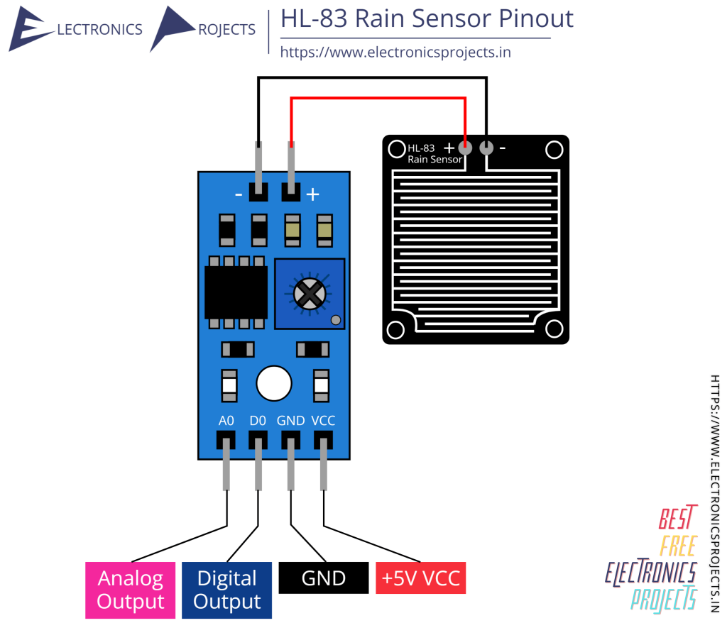 ELECTRONICS PROJECTS
HL-83 Rain Sensor Pinout
https://www.electronicsprojects.in
HL-83 + -
Rain Sensor
- +
A0 D0 GND VCC
Analog
Output
Digital
Output
GND
+5V VCC
HTTPS://WWW.ELECTRONICSPROJECTS.IN
BEST
FREE
ELECTRONICS
PROJECTS